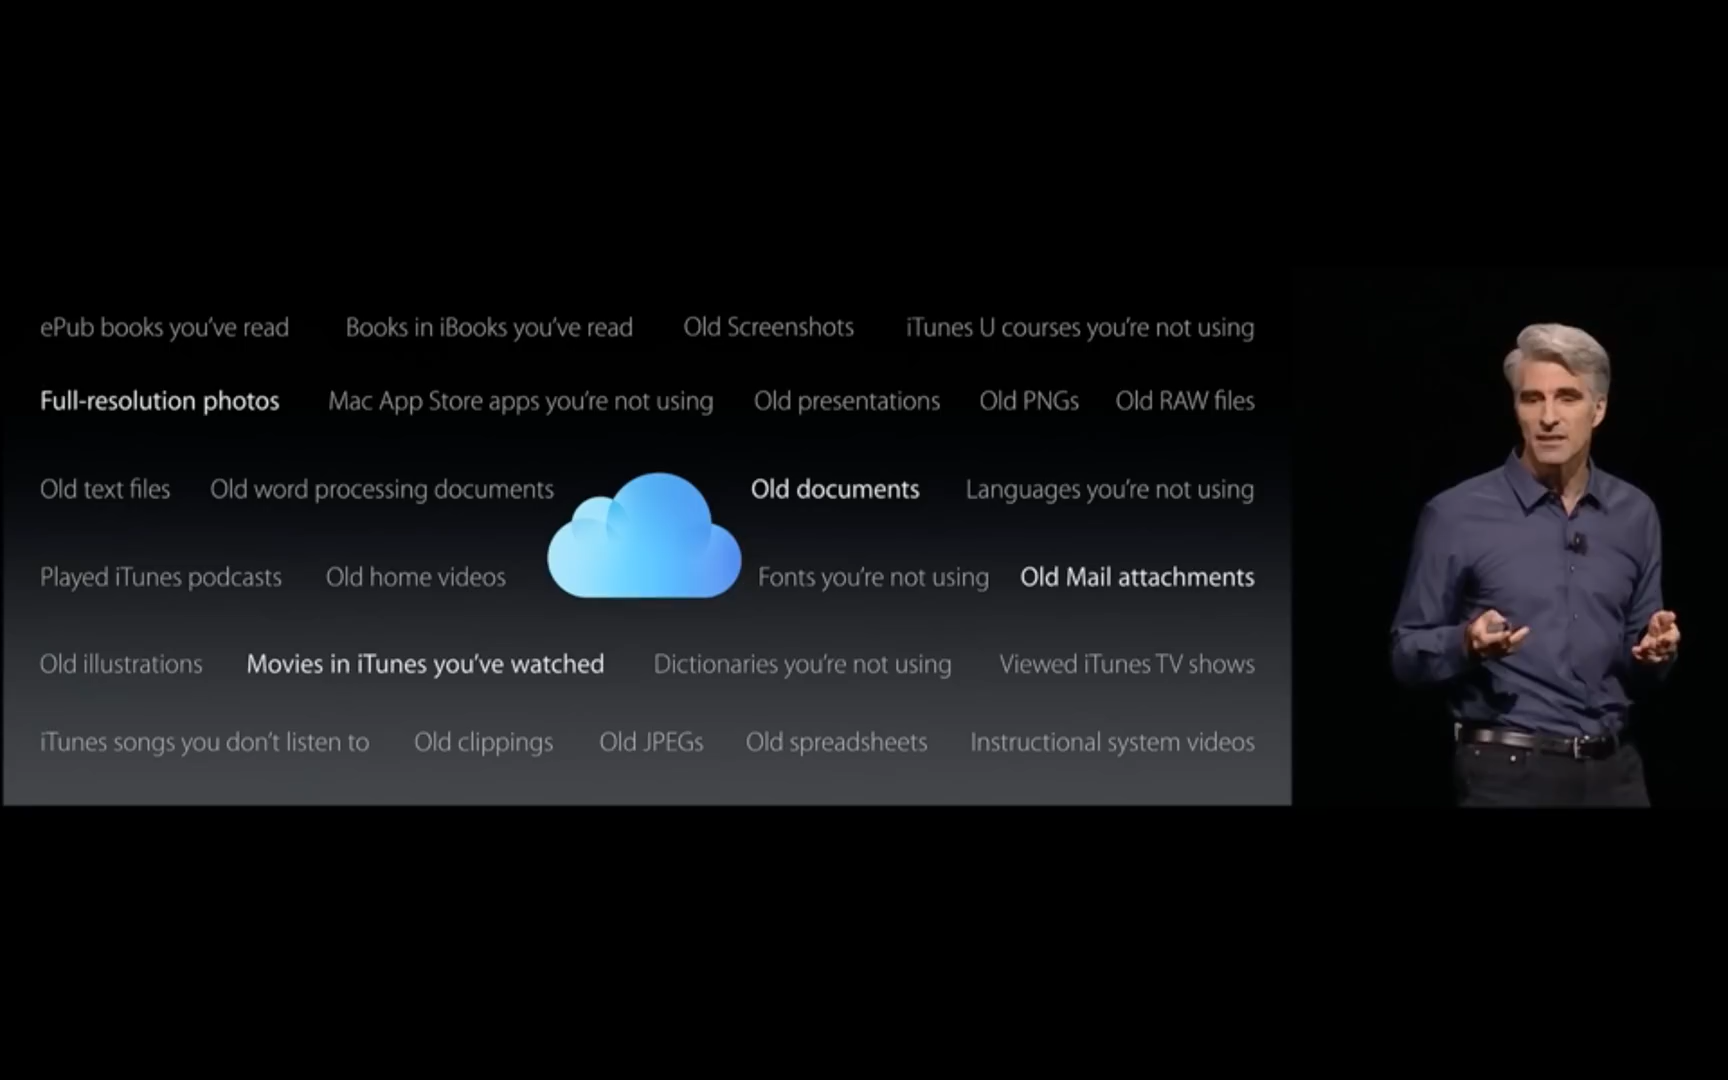 ePub books you've read Books in iBooks you've read Old Screenshots iTunes U courses you're not using
Full-resolution photos Mac App Store apps you're not using Old presentations Old PNGs Old RAW files
Old text files Old word processing documents Old documents Languages you're not using
Played iTunes podcasts Old home videos Fonts you're not using Old Mail attachments
Old illustrations Movies in iTunes you've watched Dictionaries you're not using Viewed iTunes TV shows
iTunes songs you don't listen to Old clippings Old JPEGs Old spreadsheets Instructional system videos